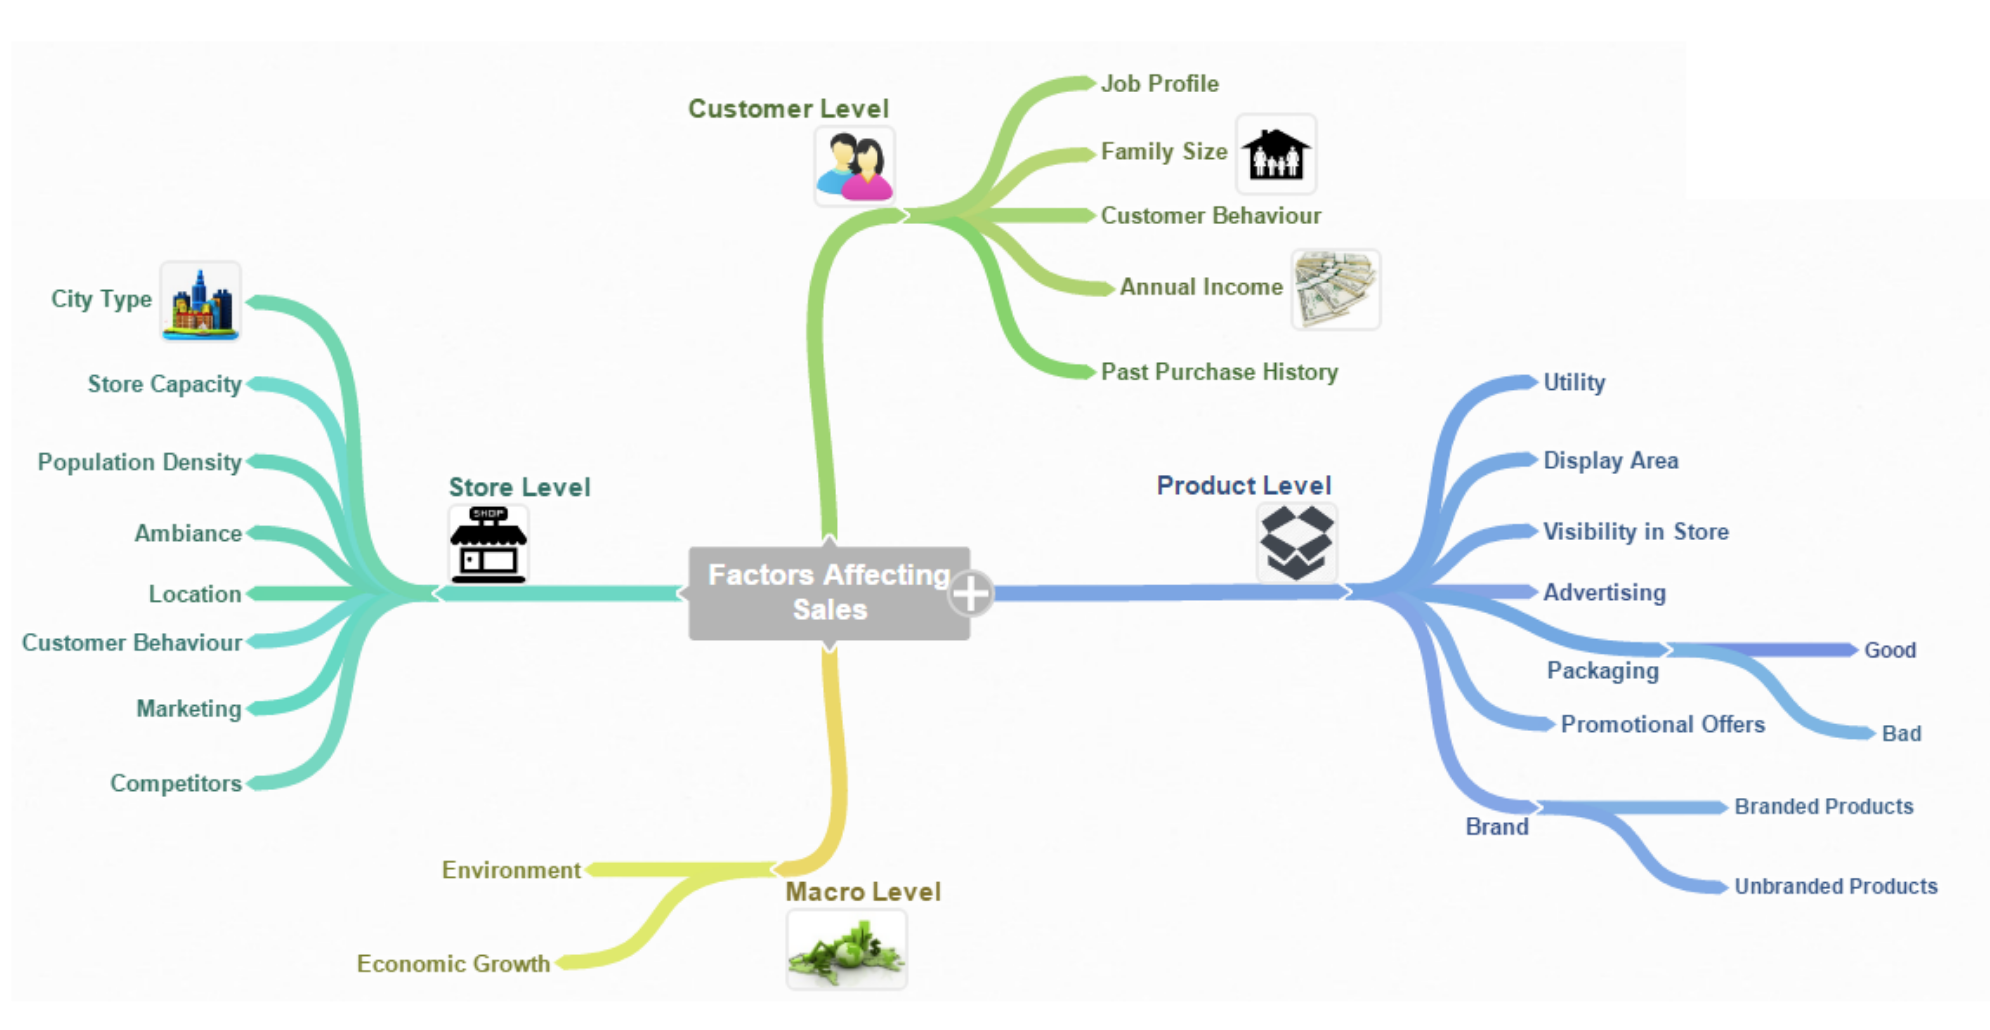 Customer Level
Job Profile
Family Size
Customer Behaviour
Annual Income
Past Purchase History
City Type
Store Capacity
Population Density
Ambiance
Location
Customer Behaviour
Marketing
Competitors
Store Level
SHOP
Factors Affecting
Sales
Product Level
Utility
Display Area
Visibility in Store
Advertising
Packaging
Good
Bad
Promotional Offers
Brand
Branded Products
Unbranded Products
Environment
Economic Growth
Macro Level
$